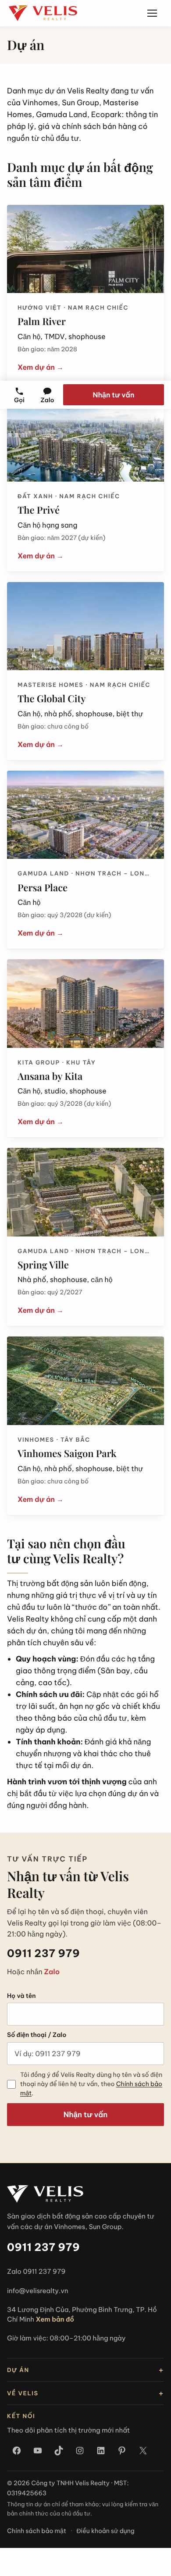 VELIS
REALTY
Dự án
Danh mục dự án Velis Realty đang tư vấn
của Vinhomes, Sun Group, Masterise
Homes, Gamuda Land, Ecopark: thông tin
pháp lý, giá và chính sách bán hàng có
nguồn từ chủ đầu tư.
Danh mục dự án bất động
sản tâm điểm
PALM CITY
HƯỚNG VIỆT · NAM RẠCH CHIẾC
Palm River
Căn hộ, TMDV, shophouse
Bàn giao: năm 2028
Xem dự án →
Gọi
Zalo
Nhận tư vấn
ĐẤT XANH · NAM RẠCH CHIẾC
The Privé
Căn hộ hạng sang
Bàn giao: năm 2027 (dự kiến)
Xem dự án →
MASTERISE HOMES · NAM RẠCH CHIẾC
The Global City
Căn hộ, nhà phố, shophouse, biệt thự
Bàn giao: chưa công bố
Xem dự án →
GAMUDA LAND · NHƠN TRẠCH – LON…
Persa Place
Căn hộ
Bàn giao: quý 3/2028 (dự kiến)
Xem dự án →
KITA GROUP · KHU TÂY
Ansana by Kita
Căn hộ, studio, shophouse
Bàn giao: quý 3/2028 (dự kiến)
Xem dự án →
GAMUDA LAND · NHƠN TRẠCH – LON…
Spring Ville
Nhà phố, shophouse, căn hộ
Bàn giao: quý 2/2027
Xem dự án →
VINHOMES · TÂY BẮC
Vinhomes Saigon Park
Căn hộ, nhà phố, shophouse, biệt thự
Bàn giao: chưa công bố
Xem dự án →
Tại sao nên chọn đầu
tư cùng Velis Realty?
Thị trường bất động sản luôn biến động,
nhưng những giá trị thực về vị trí và uy tín
chủ đầu tư luôn là “thước đo” an toàn nhất.
Velis Realty không chỉ cung cấp một danh
sách dự án, chúng tôi mang đến những
phân tích chuyên sâu về:
• Quy hoạch vùng: Đón đầu các hạ tầng
giao thông trọng điểm (Sân bay, cầu
cảng, cao tốc).
• Chính sách ưu đãi: Cập nhật các gói hỗ
trợ lãi suất, ân hạn nợ gốc và chiết khấu
theo thông báo của chủ đầu tư, kèm
ngày áp dụng.
• Tính thanh khoản: Đánh giá khả năng
chuyển nhượng và khai thác cho thuê
thực tế tại mỗi dự án.
Hành trình vươn tới thịnh vượng của anh
chị bắt đầu từ việc lựa chọn đúng dự án và
đúng người đồng hành.
TƯ VẤN TRỰC TIẾP
Nhận tư vấn từ Velis
Realty
Để lại họ tên và số điện thoại, chuyên viên
Velis Realty gọi lại trong giờ làm việc (08:00–
21:00 hằng ngày).
0911 237 979
Hoặc nhắn Zalo
Họ và tên
Số điện thoại / Zalo
Ví dụ: 0911 237 979
Tôi đồng ý để Velis Realty dùng họ tên và số điện
thoại này để liên hệ tư vấn, theo Chính sách bảo
mật.
Nhận tư vấn
VELIS
REALTY
Sàn giao dịch bất động sản cao cấp chuyên tư
vấn các dự án Vinhomes, Sun Group.
0911 237 979
Zalo 0911 237 979
info@velisrealty.vn
34 Lương Định Của, Phường Bình Trưng, TP. Hồ
Chí Minh Xem bản đồ
Giờ làm việc: 08:00–21:00 hằng ngày
DỰ ÁN +
VỀ VELIS +
KẾT NỐI
Theo dõi phân tích thị trường mới nhất
© 2026 Công ty TNHH Velis Realty · MST:
0319425663
Thông tin dự án chỉ để tham khảo; vui lòng kiểm tra văn
bản chính thức của chủ đầu tư.
Chính sách bảo mật · Điều khoản sử dụng